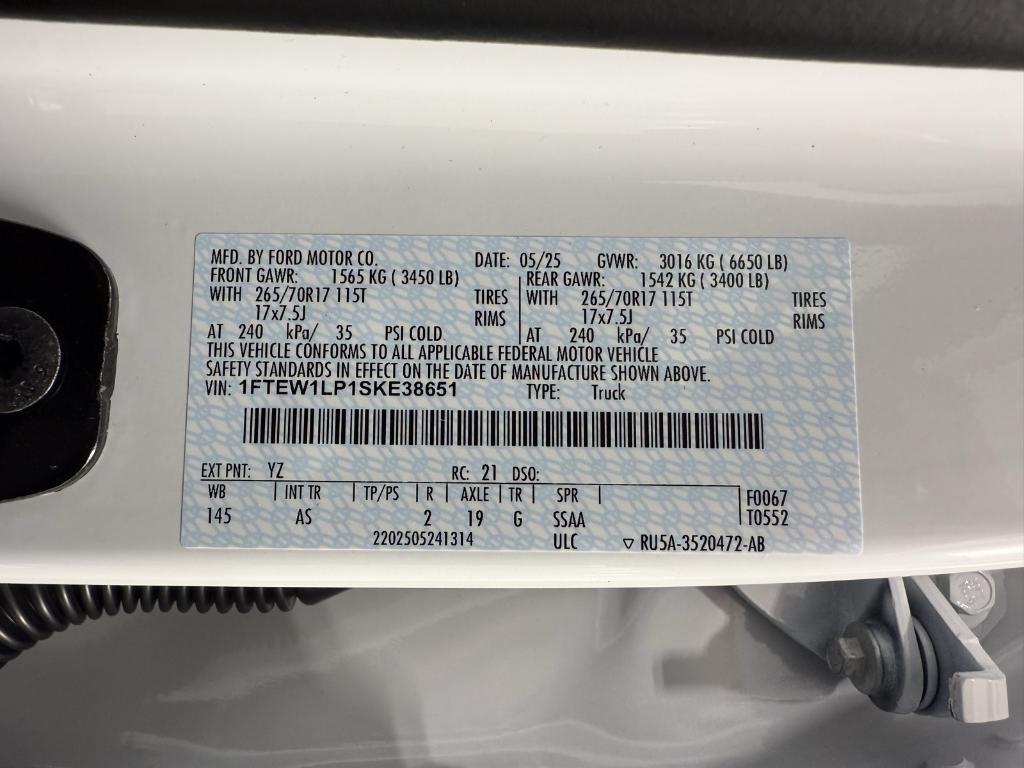 MFD. BY FORD MOTOR CO. DATE: 05/25 GVWR: 3016 KG ( 6650 LB)
FRONT GAWR: 1565 KG ( 3450 LB) REAR GAWR: 1542 KG ( 3400 LB)
WITH 265/70R17 115T TIRES WITH 265/70R17 115T TIRES
17x7.5J RIMS 17x7.5J RIMS
AT 240 kPa/ 35 PSI COLD AT 240 kPa/ 35 PSI COLD
THIS VEHICLE CONFORMS TO ALL APPLICABLE FEDERAL MOTOR VEHICLE
SAFETY STANDARDS IN EFFECT ON THE DATE OF MANUFACTURE SHOWN ABOVE.
VIN: 1FTEW1LP1SKE38651 TYPE: Truck
EXT PNT: YZ RC: 21 DSO:
WB INT TR TP/PS R AXLE TR SPR F0067
145 AS 2 19 G SSAA T0552
2202505241314 ULC ▽ RU5A-3520472-AB